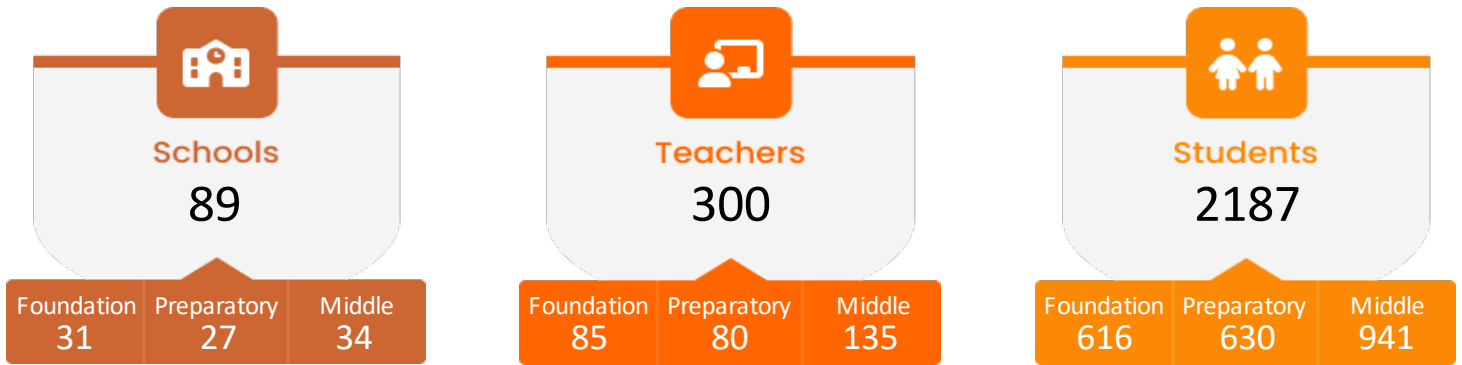 Schools
89
Foundation Preparatory Middle
31 27 34
Teachers
300
Foundation Preparatory Middle
85 80 135
Students
2187
Foundation Preparatory Middle
616 630 941